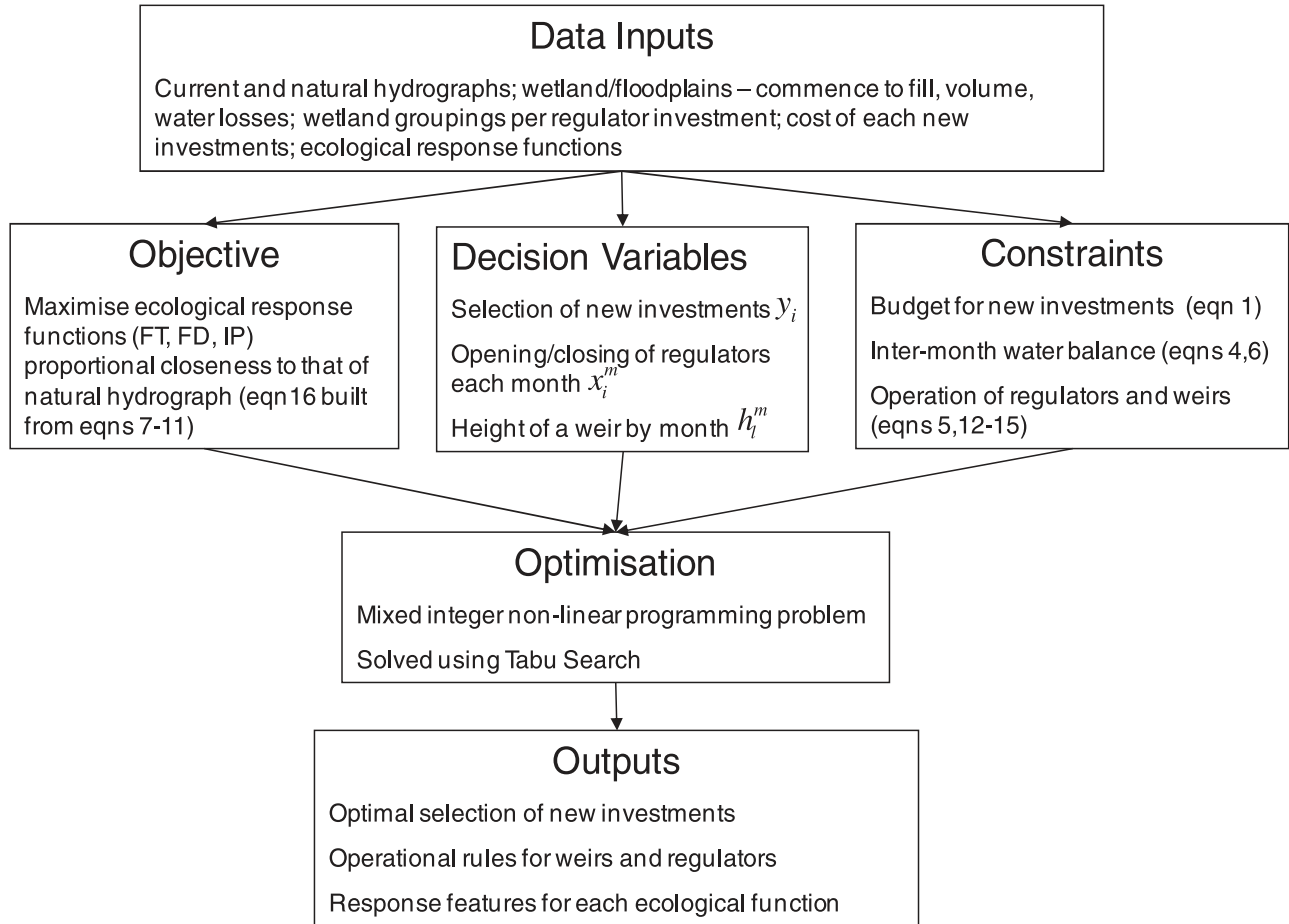 Data Inputs
Current and natural hydrographs; wetland/floodplains – commence to fill, volume,
water losses; wetland groupings per regulator investment; cost of each new
investments; ecological response functions
Objective
Maximise ecological response
functions (FT, FD, IP)
proportional closeness to that of
natural hydrograph (eqn16 built
from eqns 7-11)
Decision Variables
Selection of new investments y_i
Opening/closing of regulators
each month x_i^m
Height of a weir by month h_l^m
Constraints
Budget for new investments (eqn 1)
Inter-month water balance (eqns 4,6)
Operation of regulators and weirs
(eqns 5,12-15)
Optimisation
Mixed integer non-linear programming problem
Solved using Tabu Search
Outputs
Optimal selection of new investments
Operational rules for weirs and regulators
Response features for each ecological function